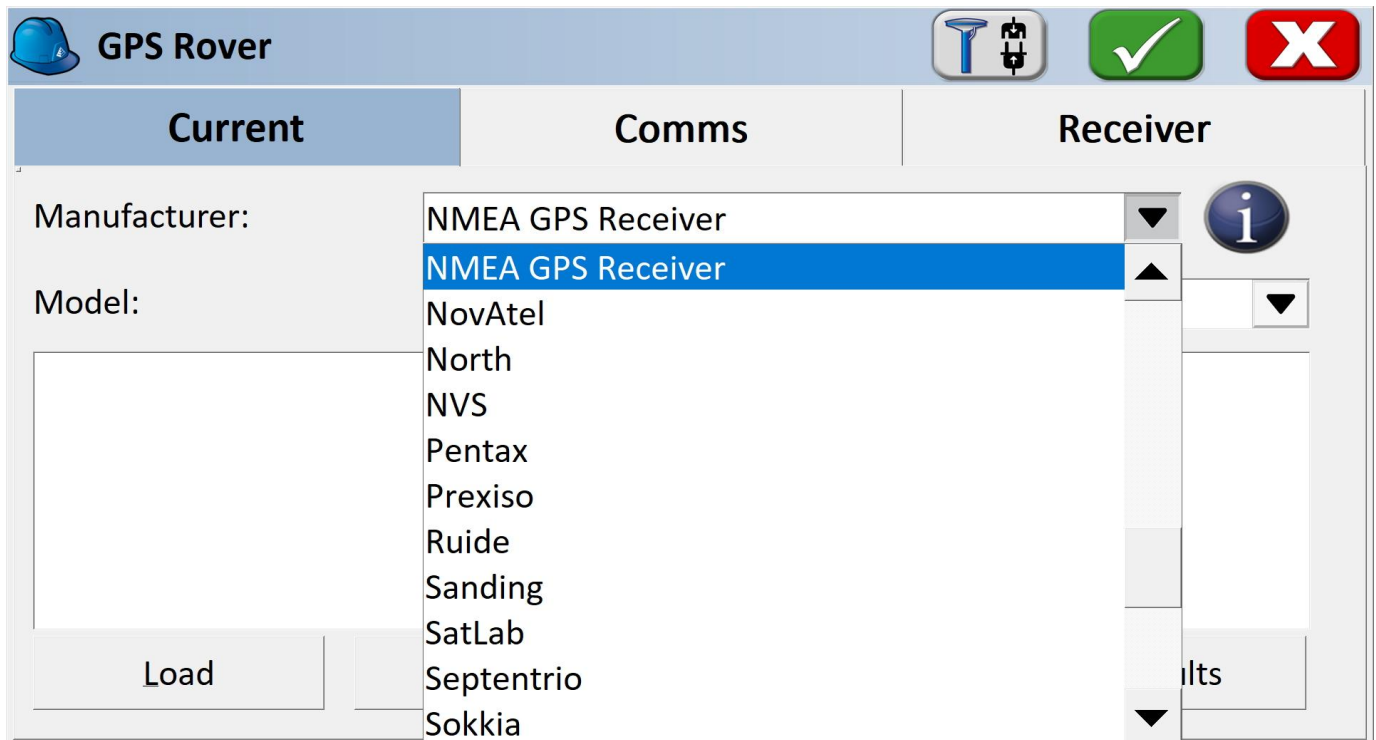 GPS Rover
Current Comms Receiver
Manufacturer: NMEA GPS Receiver
NMEA GPS Receiver
Model:
NovAtel
North
NVS
Pentax
Prexiso
Ruide
Sanding
SatLab
Load
Septentrio
Sokkia